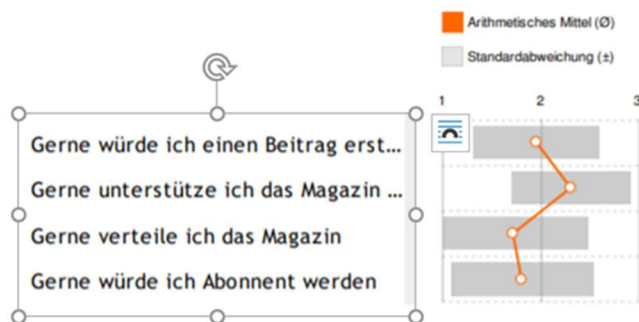 Arithmetisches Mittel (Ø)
Standardabweichung (±)
1 2 3
Gerne würde ich einen Beitrag erst...
Gerne unterstütze ich das Magazin ...
Gerne verteile ich das Magazin
Gerne würde ich Abonnent werden